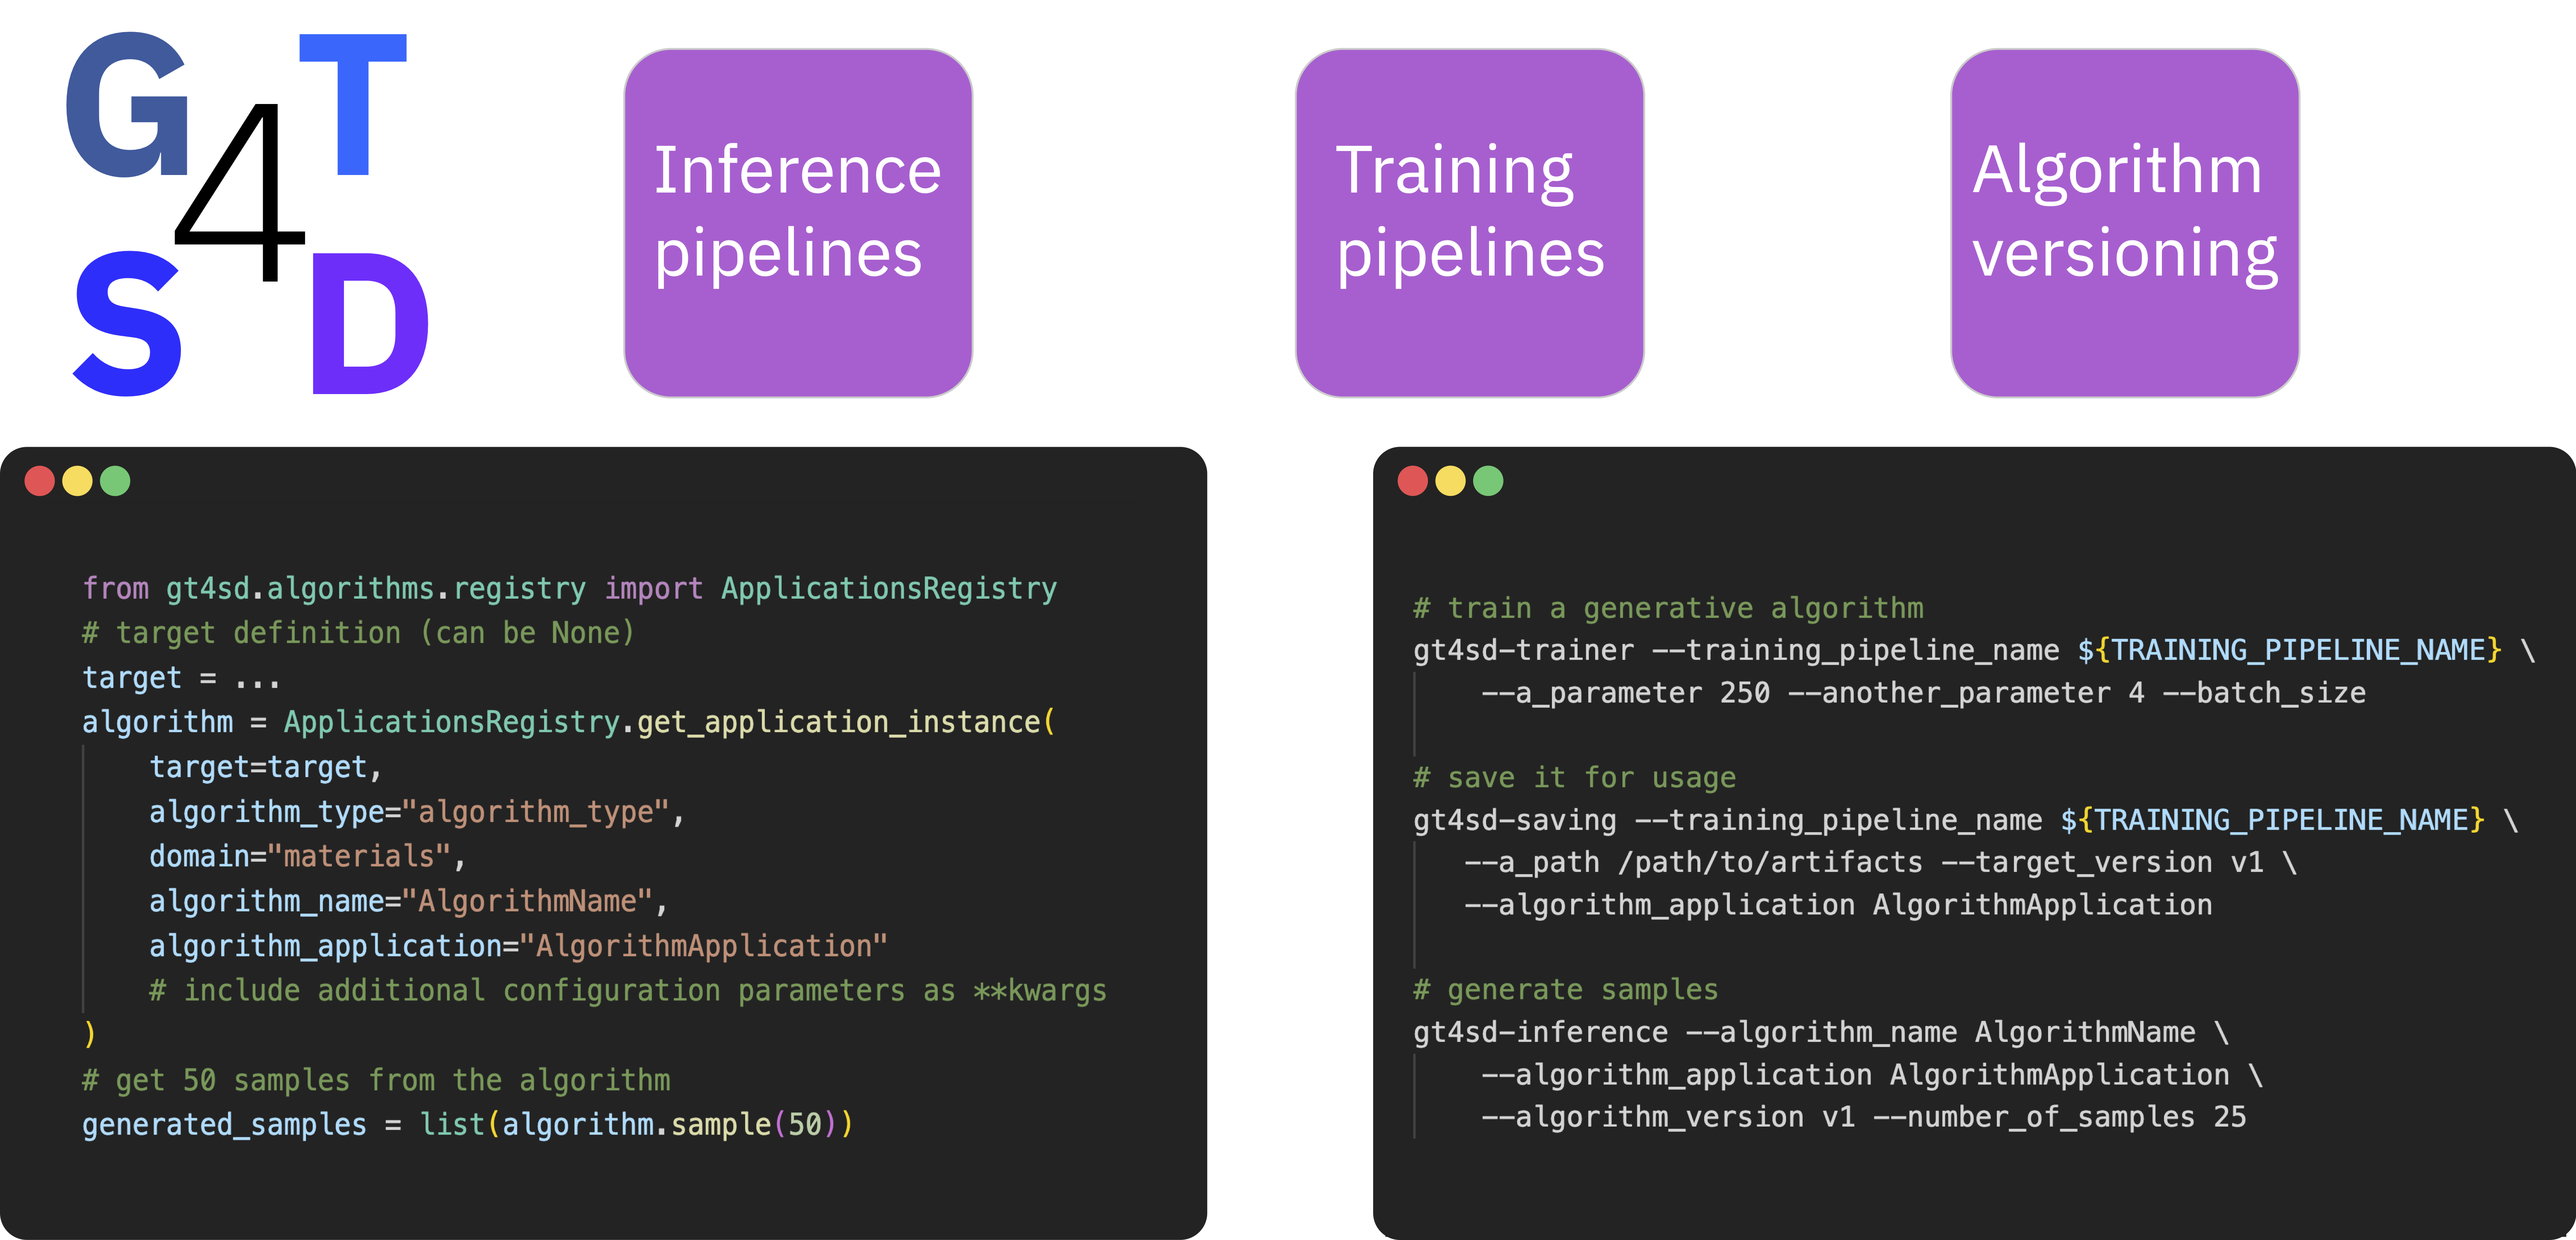 G T
4
S D
Inference
pipelines
Training
pipelines
Algorithm
versioning
from gt4sd.algorithms.registry import ApplicationsRegistry
# target definition (can be None)
target = ...
algorithm = ApplicationsRegistry.get_application_instance(
    target=target,
    algorithm_type="algorithm_type",
    domain="materials",
    algorithm_name="AlgorithmName",
    algorithm_application="AlgorithmApplication"
    # include additional configuration parameters as **kwargs
)
# get 50 samples from the algorithm
generated_samples = list(algorithm.sample(50))
# train a generative algorithm
gt4sd-trainer --training_pipeline_name ${TRAINING_PIPELINE_NAME} \
    --a_parameter 250 --another_parameter 4 --batch_size
# save it for usage
gt4sd-saving --training_pipeline_name ${TRAINING_PIPELINE_NAME} \
   --a_path /path/to/artifacts --target_version v1 \
   --algorithm_application AlgorithmApplication
# generate samples
gt4sd-inference --algorithm_name AlgorithmName \
    --algorithm_application AlgorithmApplication \
    --algorithm_version v1 --number_of_samples 25